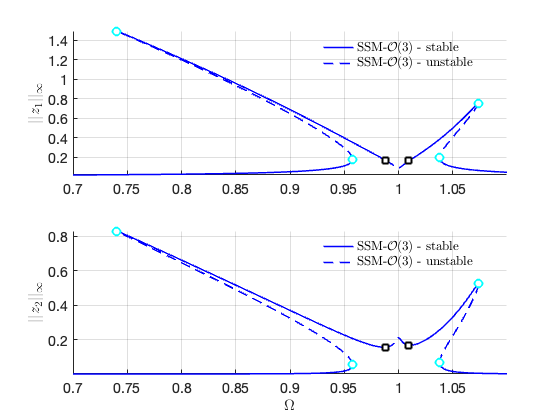 1.4
1.2
1
0.8
0.6
0.4
0.2
||z₁||∞
SSM-𝒪(3) - stable
SSM-𝒪(3) - unstable
0.7 0.75 0.8 0.85 0.9 0.95 1 1.05
0.8
0.6
0.4
0.2
||z₂||∞
SSM-𝒪(3) - stable
SSM-𝒪(3) - unstable
0.7 0.75 0.8 0.85 0.9 0.95 1 1.05
Ω